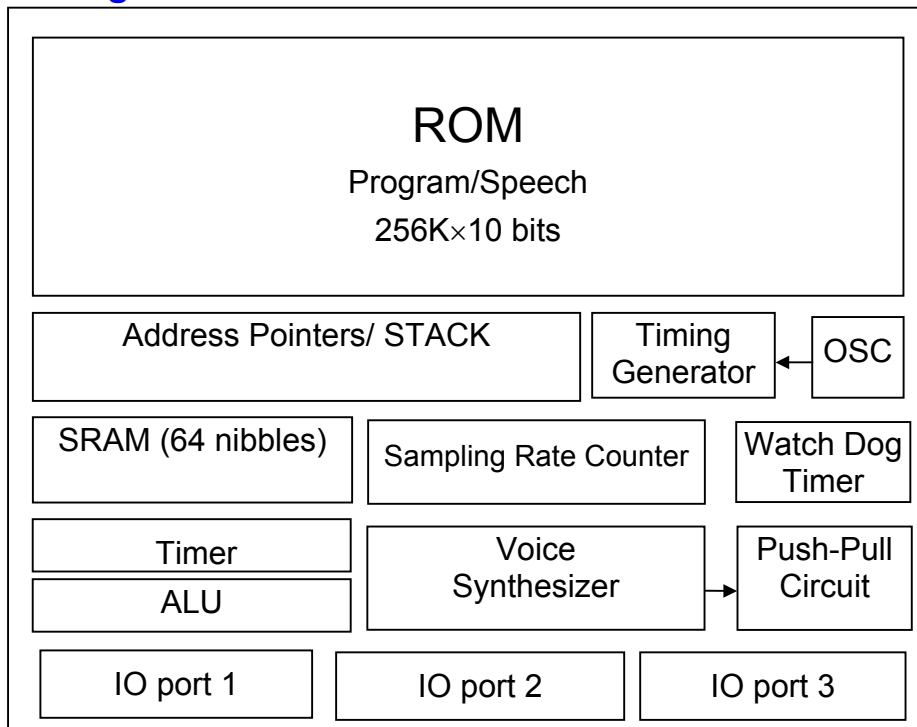 ROM
Program/Speech
256K×10 bits
Address Pointers/ STACK
Timing
Generator
OSC
SRAM (64 nibbles)
Sampling Rate Counter
Watch Dog
Timer
Timer
ALU
Voice
Synthesizer
Push-Pull
Circuit
IO port 1
IO port 2
IO port 3